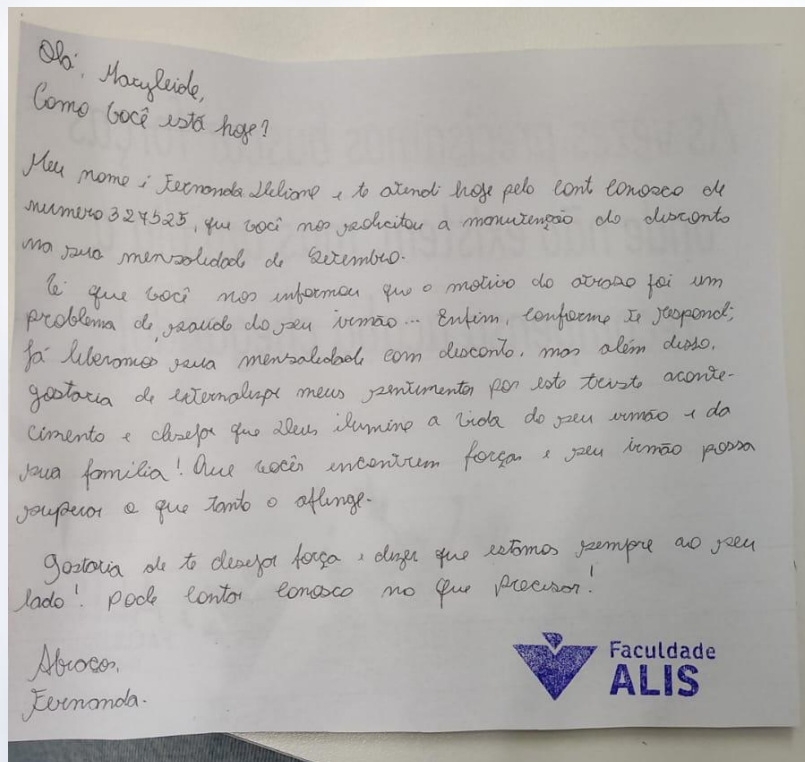 Olá, Maryleide,
Como você está hoje?
Meu nome é Fernanda Deliane e te atendi hoje pelo cont conosco de
numero 327525, que você nos solicitou a manutenção do desconto
na sua mensalidade de Setembro.
Vi que você nos informou que o motivo do atraso foi um
problema de saúde do seu irmão... Enfim, conforme te respondi,
já liberamos sua mensalidade com desconto, mas além disso,
gostaria de externalizar meus sentimentos por este triste aconte-
cimento e desejar que Deus ilumine a vida do seu irmão e da
sua família! Que vocês encontrem forças e seu irmão possa
superar o que tanto o aflinge.
Gostaria de te desejar força e dizer que estamos sempre ao seu
lado! Pode contar conosco no que precisar!
Abraços,
Fernanda.
Faculdade
ALIS